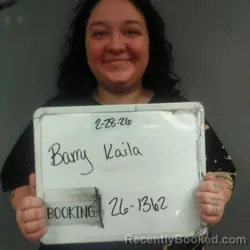 2-28-26
Barry Kaila
BOOKING 26-1362
RecentlyBooked.com